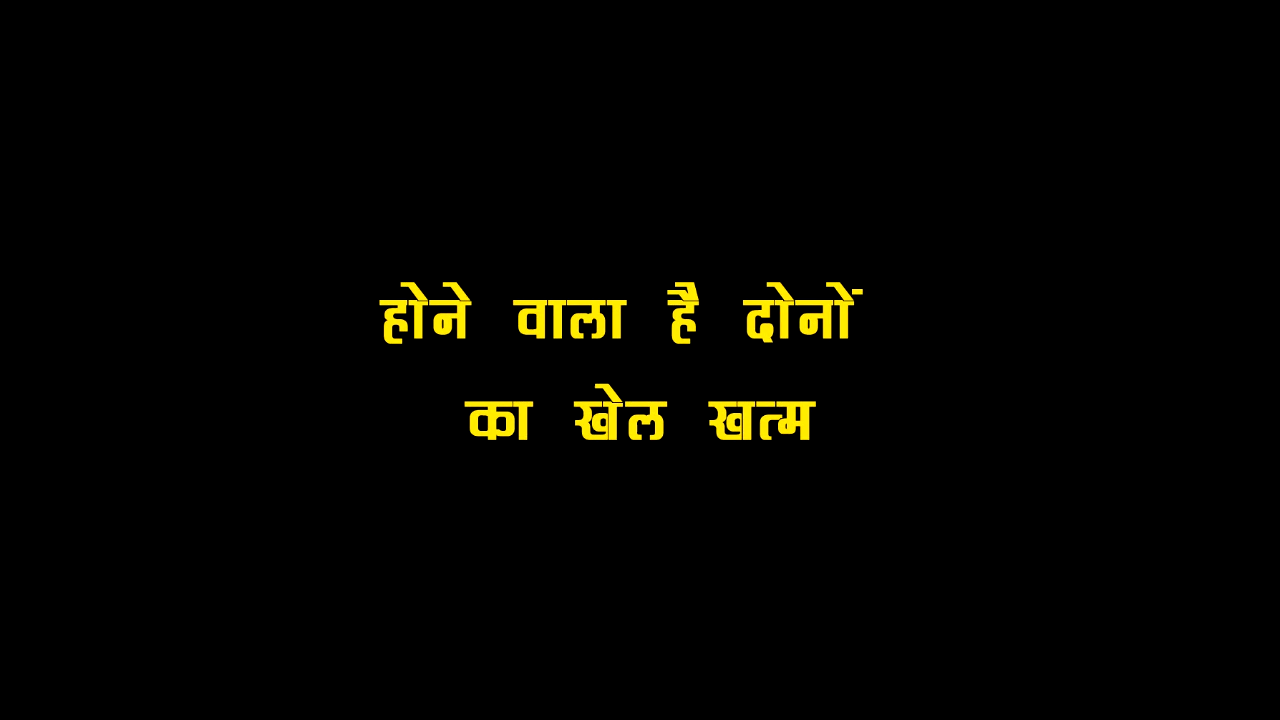 होने वाला है दोनों
का खेल खत्म